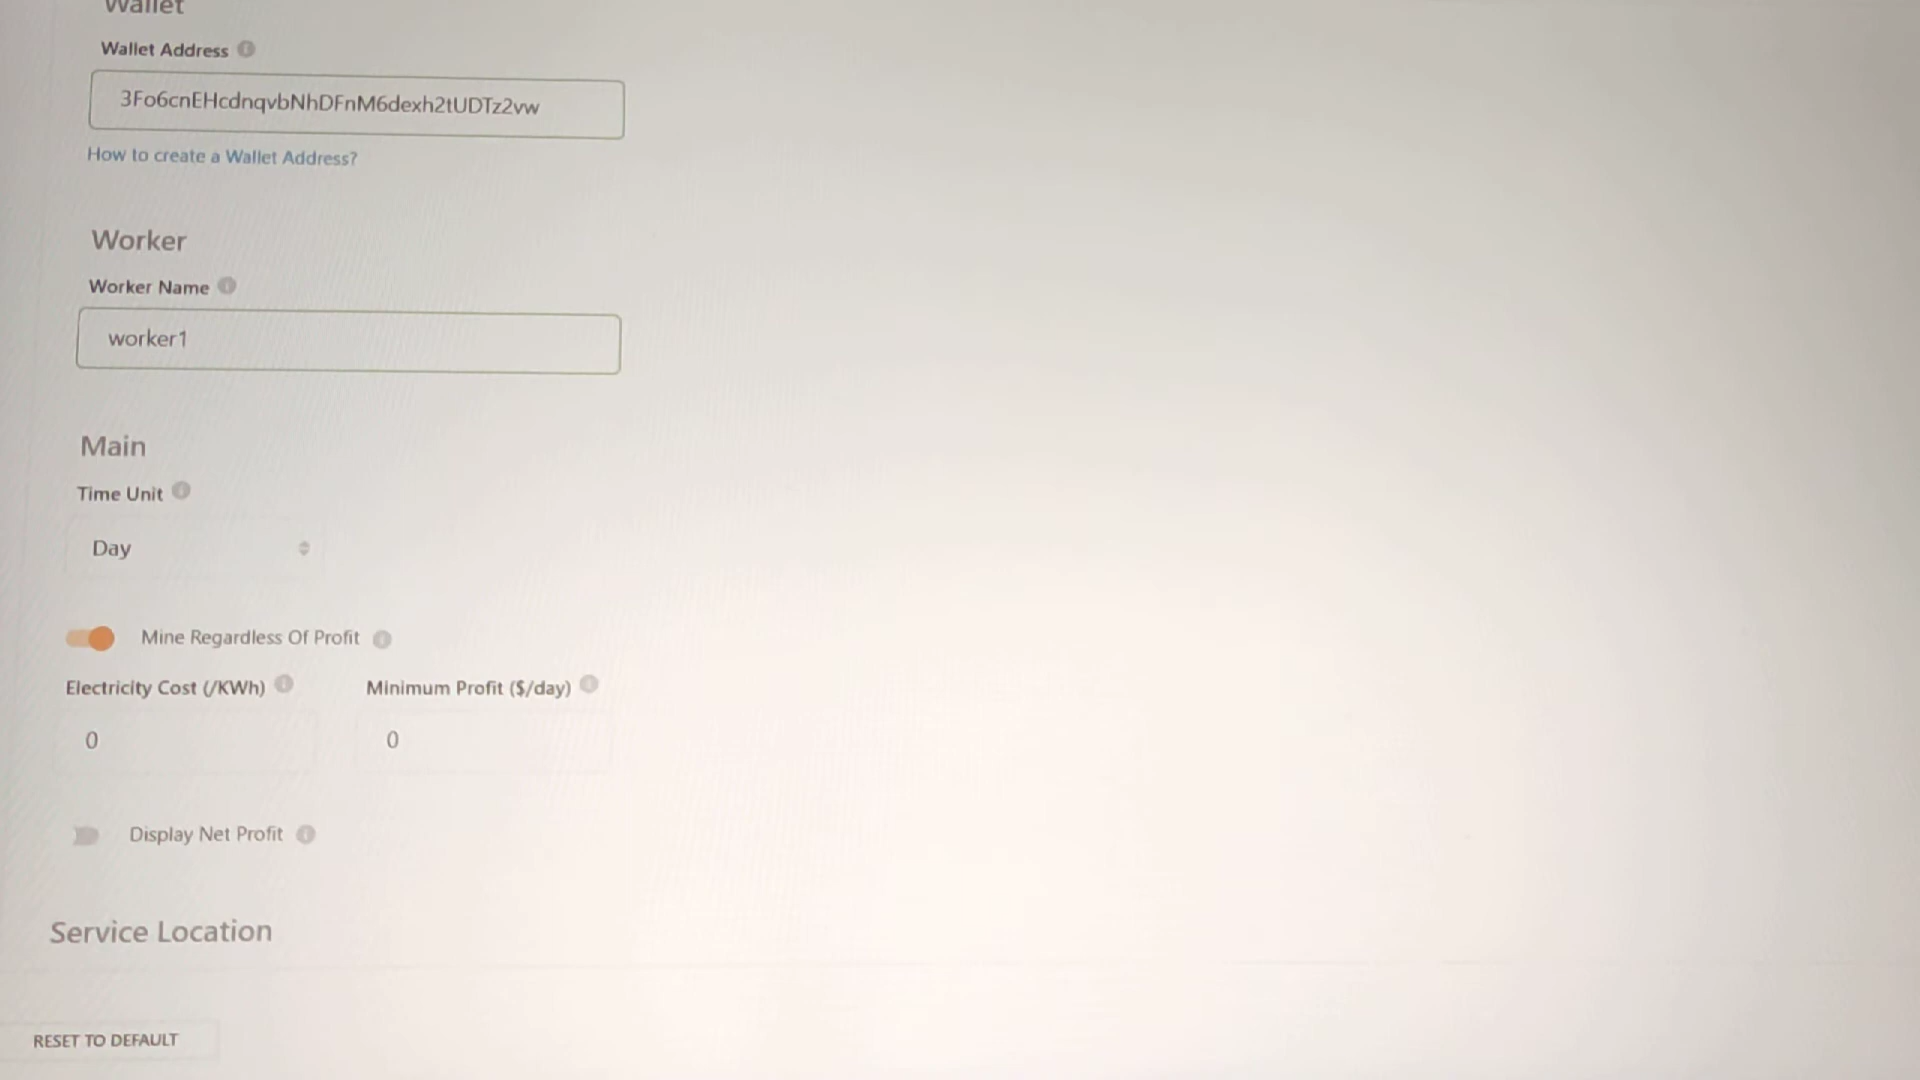 Wallet
Wallet Address
3Fo6cnEHcdnqvbNhDFnM6dexh2tUDTz2vw
How to create a Wallet Address?
Worker
Worker Name
worker1
Main
Time Unit
Day
Mine Regardless Of Profit
Electricity Cost (/KWh) Minimum Profit ($/day)
0 0
Display Net Profit
Service Location
RESET TO DEFAULT